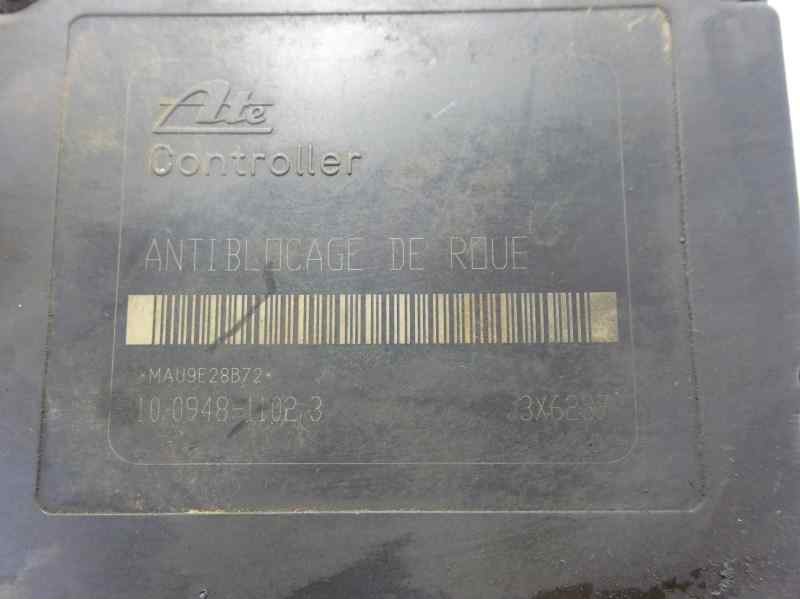 Ate
Controller
ANTIBLOCAGE DE ROUE
*MAU9E28B72*
10.0948-1102.3